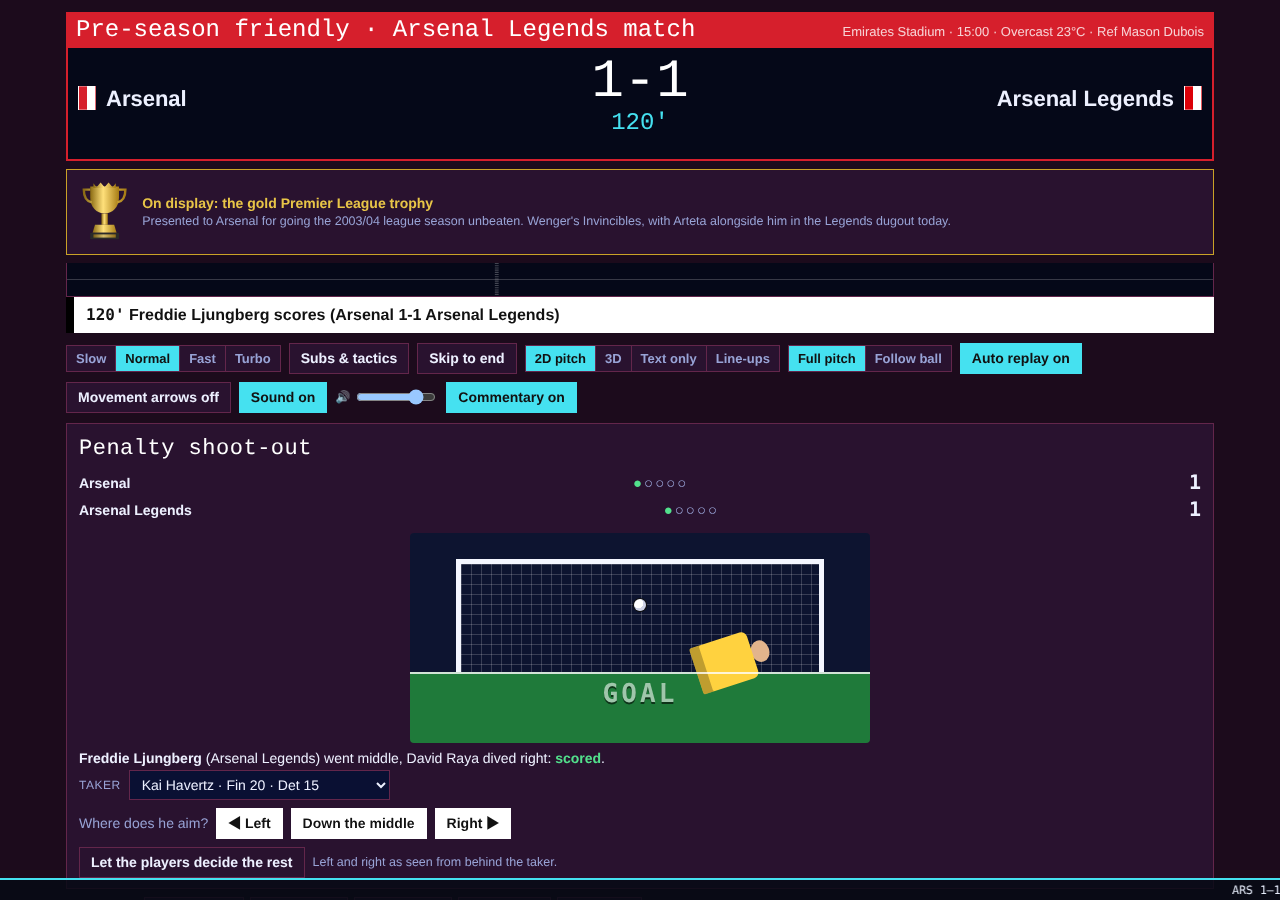 Pre-season friendly · Arsenal Legends match
Emirates Stadium · 15:00 · Overcast 23°C · Ref Mason Dubois
Arsenal
1-1
Arsenal Legends
120'
On display: the gold Premier League trophy
Presented to Arsenal for going the 2003/04 league season unbeaten. Wenger's Invincibles, with Arteta alongside him in the Legends dugout today.
120' Freddie Ljungberg scores (Arsenal 1-1 Arsenal Legends)
Slow Normal Fast Turbo Subs & tactics Skip to end 2D pitch 3D Text only Line-ups Full pitch Follow ball Auto replay on
Movement arrows off Sound on Commentary on
Penalty shoot-out
Arsenal 1
Arsenal Legends 1
GOAL
Freddie Ljungberg (Arsenal Legends) went middle, David Raya dived right: scored.
TAKER Kai Havertz · Fin 20 · Det 15
Where does he aim? ◀ Left Down the middle Right ▶
Let the players decide the rest Left and right as seen from behind the taker.
ARS 1–1